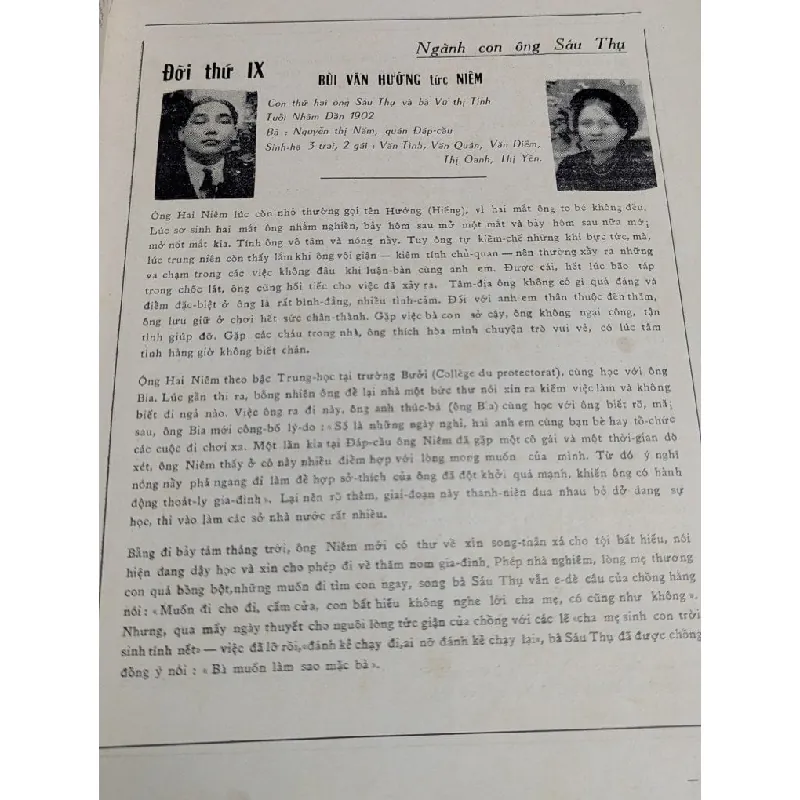 Ngành con ông Sáu Thụ
Đời thứ IX
BÙI VĂN HƯỚNG tức NIÊM
Con thứ hai ông Sáu Thụ và bà Vũ thị Tính
Tuổi Nhâm Dần 1902
Bà : Nguyễn thị Năm, quán Đáp-cầu
Sinh-hạ 3 trai, 2 gái : Văn Tình, Văn Quân, Văn Diễm,
Thị Oanh, Thị Yến.
Ông Hai Niêm lúc còn nhỏ thường gọi tên Hướng (Hiếng), vì hai mắt ông to bé không đều.
Lúc sơ sinh hai mắt ông nhắm nghiền, bảy hôm sau mở một mắt và bảy hôm sau nữa mới
mở nốt mắt kia. Tính ông vô tâm và nóng nảy. Tuy ông tự kiềm-chế những khi bực tức, mà,
lúc trung niên còn thấy lắm khi ông vội giận — kiêm tính chủ-quan — nên thường xảy ra những
va chạm trong các việc không đâu khi luận-bàn cùng anh em. Được cái, hết lúc bão táp
trong chốc lát, ông cũng hối tiếc cho việc đã xảy ra. Tâm-địa ông không có gì quá đáng và
điểm đặc-biệt ở ông là rất bình-đẳng, nhiều tình-cảm. Đối với anh em thân thuộc đến thăm,
ông lưu giữ ở chơi hết sức chân-thành. Gặp việc bà con sở cậy, ông không ngại công, tận
tình giúp đỡ. Gặp các cháu trong nhà, ông thích hòa mình chuyện trò vui vẻ, có lúc tâm
tình hàng giờ không biết chán.
Ông Hai Niêm theo bậc Trung-học tại trường Bưởi (Collège du protectorat), cùng học với ông
Bia. Lúc gần thi ra, bỗng nhiên ông để lại nhà một bức thư nói xin ra kiếm việc làm và không
biết đi ngả nào. Việc ông ra đi này, ông anh thúc-bá (ông Bia) cùng học với ông biết rõ, mãi
sau, ông Bia mới công-bố lý-do : «Số là những ngày nghỉ, hai anh em cùng bạn bè hay tổ-chức
các cuộc đi chơi xa. Một lần kia tại Đáp-cầu ông Niêm đã gặp một cô gái và một thời-gian dò
xét, ông Niêm thấy ở cô này nhiều điểm hợp với lòng mong muốn của mình. Từ đó ý nghĩ
nóng nảy phá ngang đi làm để hợp sở-thích của ông đã đột khởi quá mạnh, khiến ông có hành
động thoát-ly gia-đình». Lại nên rõ thêm, giai-đoạn này thanh-niên đua nhau bỏ dở dang sự
học, thi vào làm các sở nhà nước rất nhiều.
Bẵng đi bảy tám tháng trời, ông Niêm mới có thư về xin song-thân xá cho tội bất hiếu, nói
hiện đang dậy học và xin cho phép đi về thăm nom gia-đình. Phép nhà nghiêm, lòng mẹ thương
con quá bồng bột, những muốn đi tìm con ngay, song bà Sáu Thụ vẫn e-dè câu của chồng hằng
nói : «Muốn đi cho đi, cấm cửa, con bất hiếu không nghe lời cha mẹ, có cũng như không».
Nhưng, qua mấy ngày thuyết cho nguôi lòng tức giận của chồng với các lẽ «cha mẹ sinh con trời
sinh tính nết» — việc đã lỡ rồi, «đánh kẻ chạy đi, ai nỡ đánh kẻ chạy lại», bà Sáu Thụ đã được chồng
đồng ý nói : «Bà muốn làm sao mặc bà».